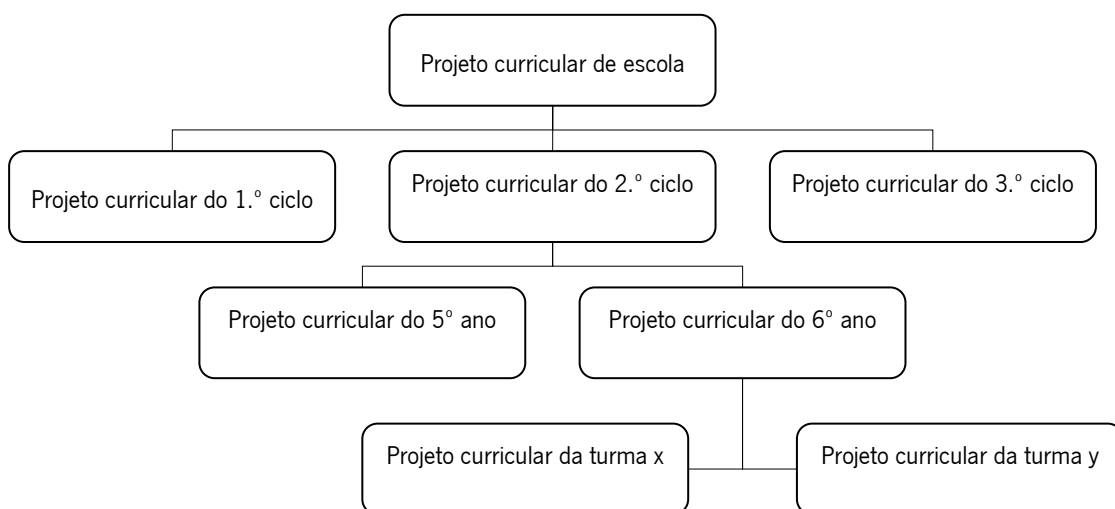 Projeto curricular de escola
Projeto curricular do 1.º ciclo
Projeto curricular do 2.º ciclo
Projeto curricular do 3.º ciclo
Projeto curricular do 5º ano
Projeto curricular do 6º ano
Projeto curricular da turma x
Projeto curricular da turma y